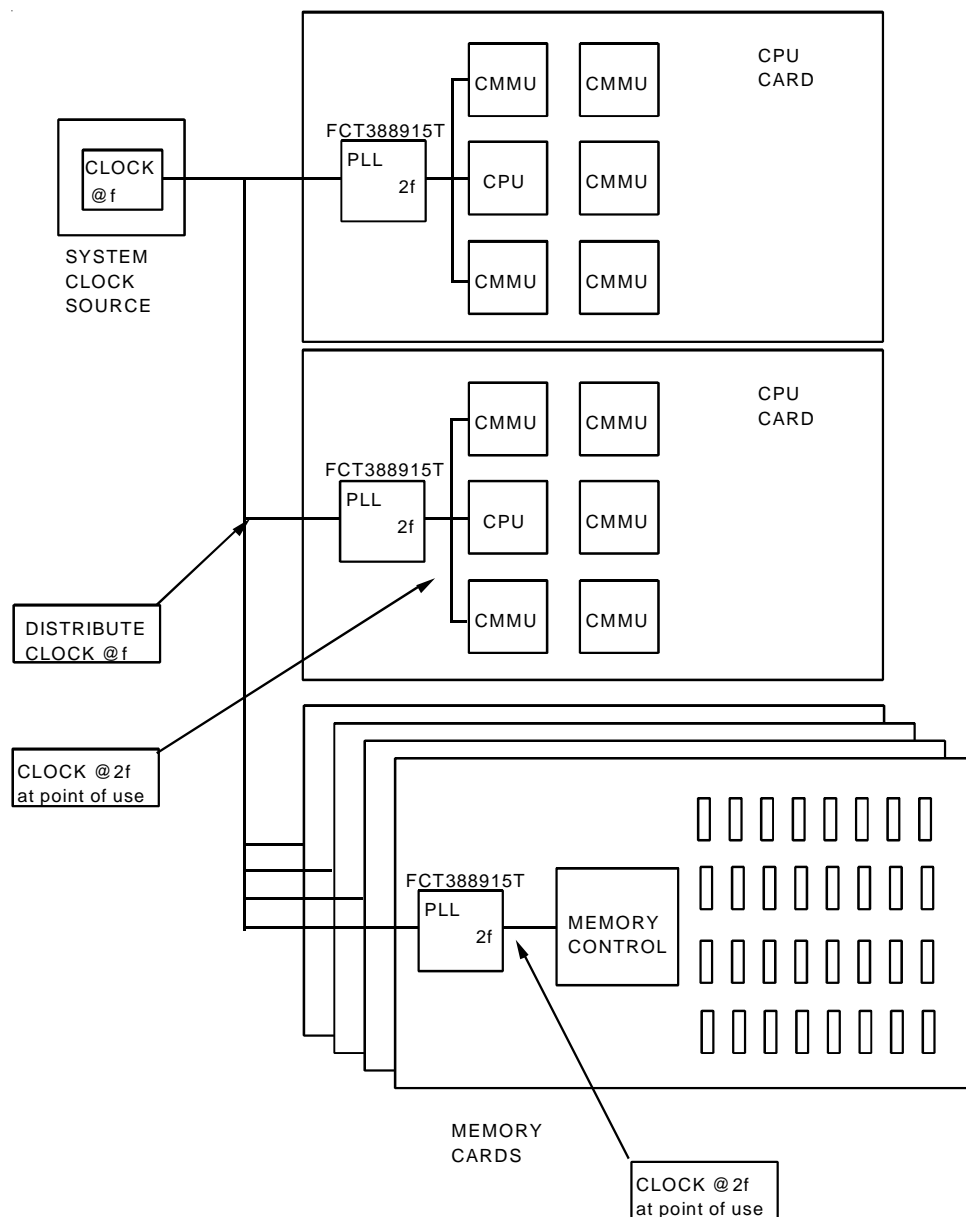 CPU
CARD
CMMU
CMMU
FCT388915T
CLOCK
@f
PLL
2f
CPU
CMMU
SYSTEM
CLOCK
SOURCE
CMMU
CMMU
CPU
CARD
CMMU
CMMU
FCT388915T
PLL
2f
CPU
CMMU
CMMU
CMMU
DISTRIBUTE
CLOCK @f
CLOCK @2f
at point of use
FCT388915T
PLL
2f
MEMORY
CONTROL
MEMORY
CARDS
CLOCK @2f
at point of use